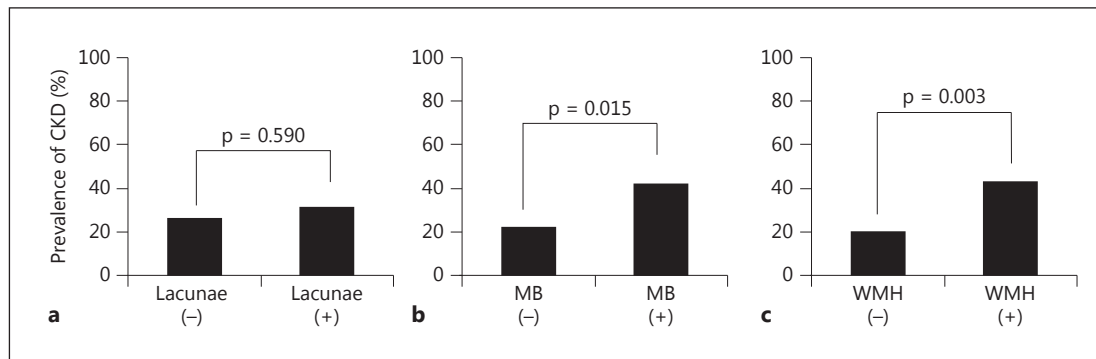 Prevalence of CKD (%)
100
80
60
40
20
0
p = 0.590
Lacunae
(–)
Lacunae
(+)
a
100
80
60
40
20
0
p = 0.015
MB
(–)
MB
(+)
b
100
80
60
40
20
0
p = 0.003
WMH
(–)
WMH
(+)
c